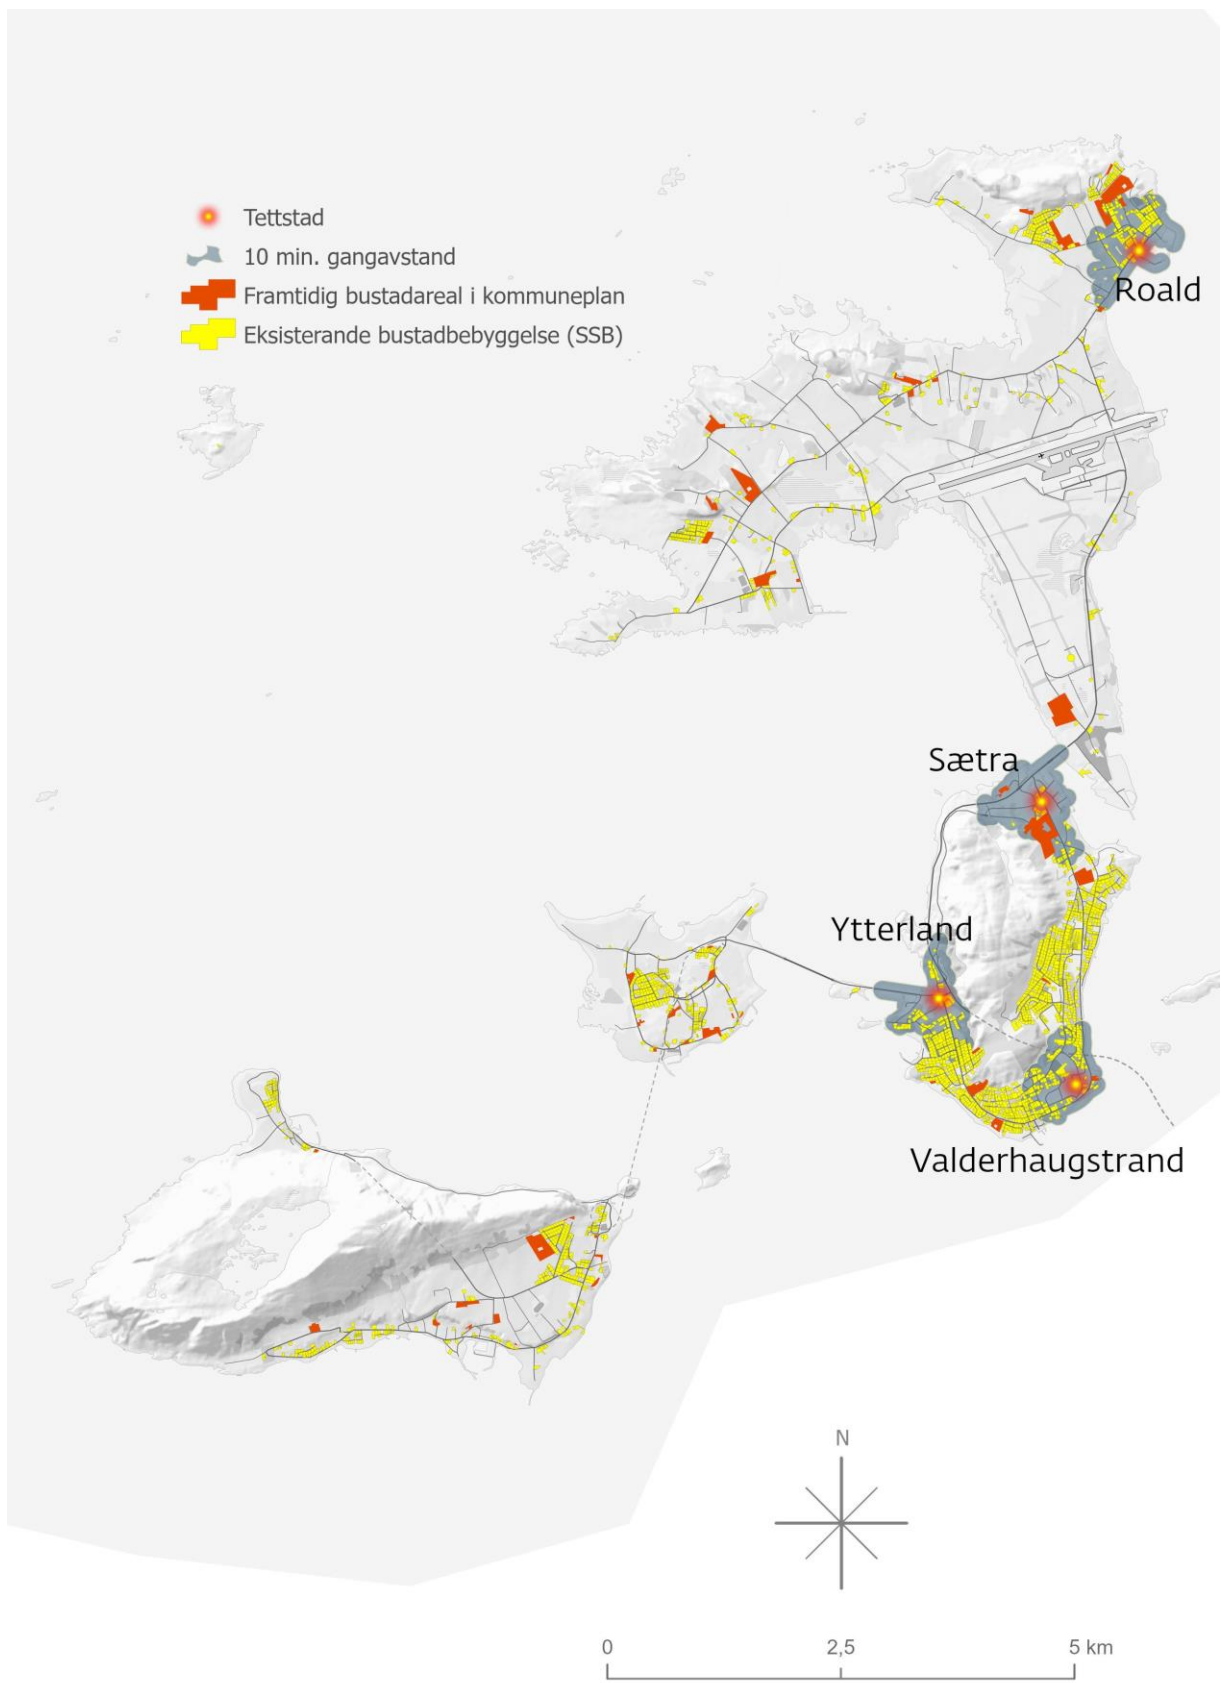 Tettstad
10 min. gangavstand
Framtidig bustadareal i kommuneplan
Eksisterande bustadbebyggelse (SSB)
Roald
Sætra
Ytterland
Valderhaugstrand
N
0 2,5 5 km